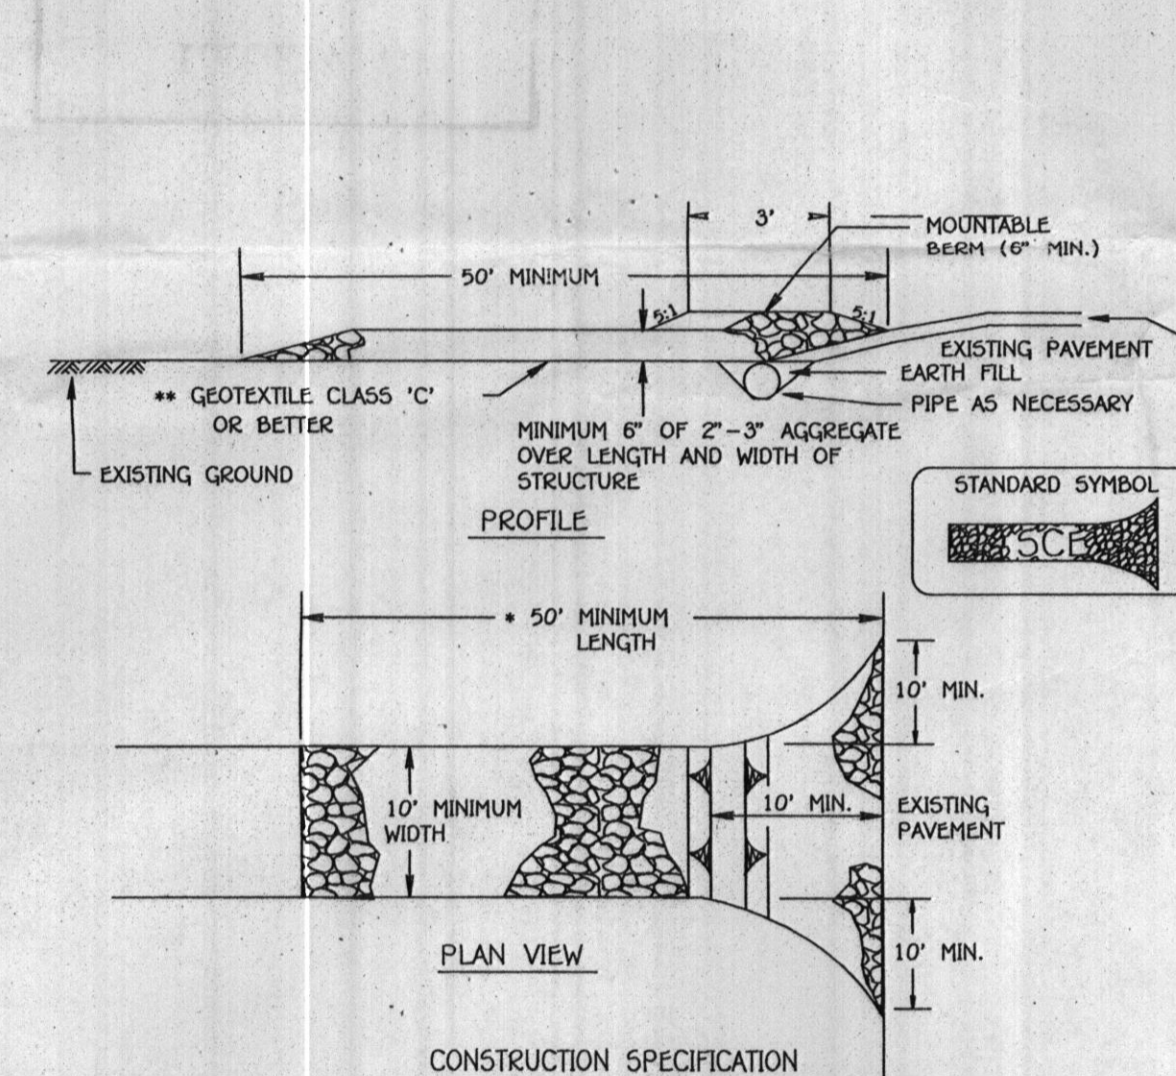 3'
MOUNTABLE
BERM (6" MIN.)
50' MINIMUM
5:1
5:1
EXISTING PAVEMENT
EARTH FILL
** GEOTEXTILE CLASS 'C'
OR BETTER
PIPE AS NECESSARY
MINIMUM 6" OF 2"-3" AGGREGATE
OVER LENGTH AND WIDTH OF
STRUCTURE
EXISTING GROUND
PROFILE
STANDARD SYMBOL
SCE
* 50' MINIMUM
LENGTH
10' MIN.
10' MINIMUM
WIDTH
10' MIN.
EXISTING
PAVEMENT
10' MIN.
PLAN VIEW
CONSTRUCTION SPECIFICATION